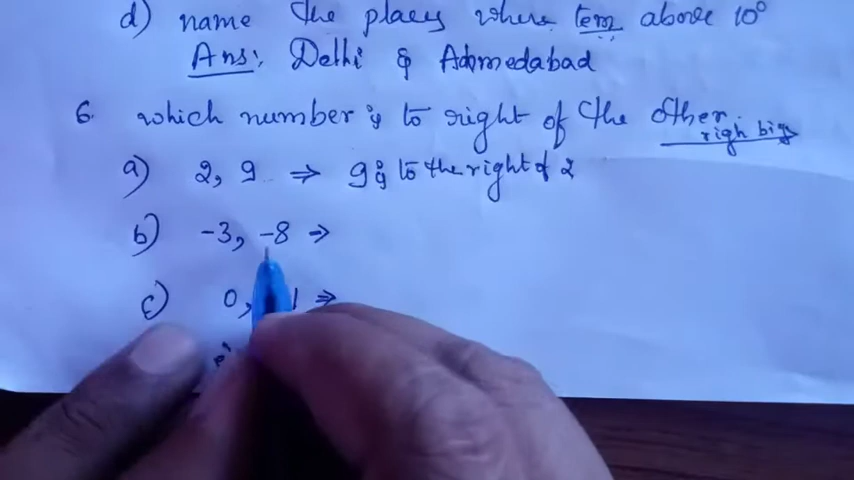 d) name the places where tem above 10°
Ans: Delhi & Ahmedabad
6. which number is to right of the other.
righ big
a) 2, 9 ⇒ 9 is to the right of 2
b) -3, -8 ⇒
c) 0, 1 ⇒